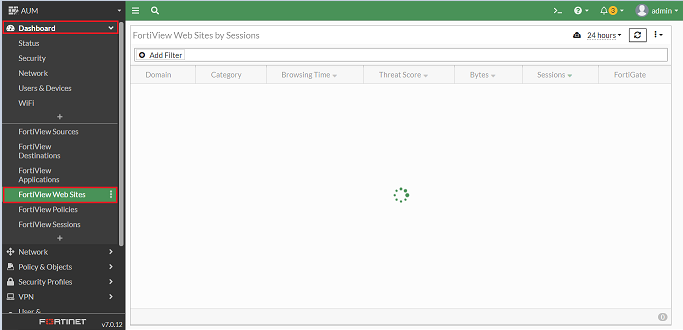 AUM
>_
3
admin
Dashboard
Status
Security
Network
Users & Devices
WiFi
+
FortiView Sources
FortiView
Destinations
FortiView
Applications
FortiView Web Sites
FortiView Policies
FortiView Sessions
+
Network
Policy & Objects
Security Profiles
VPN
User &
FORTINET v7.0.12
FortiView Web Sites by Sessions
24 hours
Add Filter
Domain Category Browsing Time Threat Score Bytes Sessions FortiGate
0